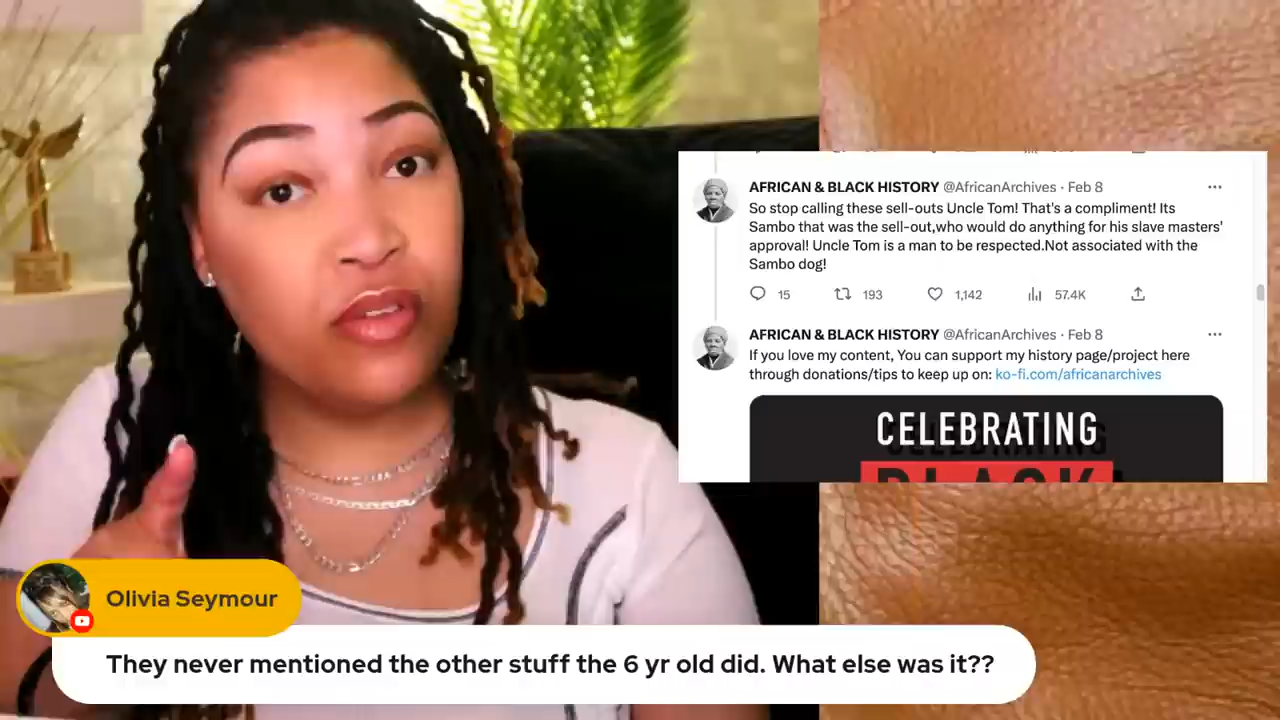 AFRICAN & BLACK HISTORY @AfricanArchives · Feb 8
So stop calling these sell-outs Uncle Tom! That's a compliment! Its
Sambo that was the sell-out,who would do anything for his slave masters'
approval! Uncle Tom is a man to be respected.Not associated with the
Sambo dog!
15 193 1,142 57.4K
AFRICAN & BLACK HISTORY @AfricanArchives · Feb 8
If you love my content, You can support my history page/project here
through donations/tips to keep up on: ko-fi.com/africanarchives
CELEBRATING
BLACK
Olivia Seymour
They never mentioned the other stuff the 6 yr old did. What else was it??